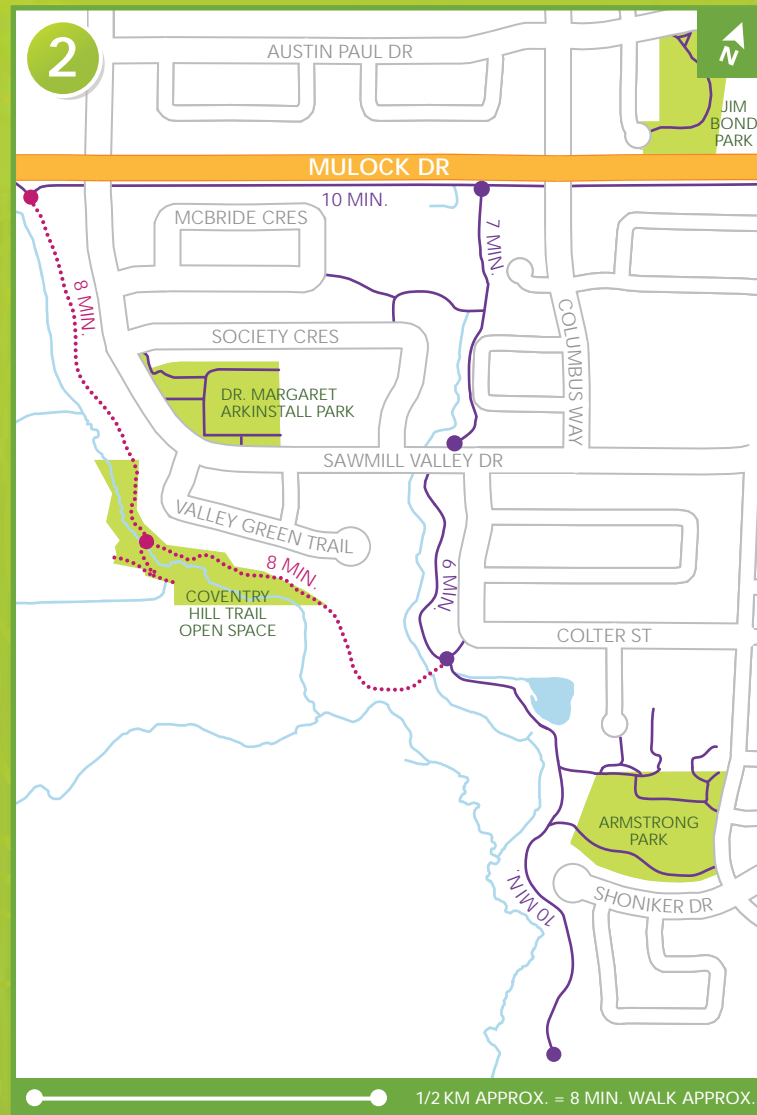 2
AUSTIN PAUL DR
N
JIM
BOND
PARK
MULOCK DR
10 MIN.
MCBRIDE CRES
7 MIN.
8 MIN.
COLUMBUS WAY
SOCIETY CRES
DR. MARGARET
ARKINSTALL PARK
SAWMILL VALLEY DR
VALLEY GREEN TRAIL
8 MIN.
6 MIN.
COVENTRY
HILL TRAIL
OPEN SPACE
COLTER ST
ARMSTRONG
PARK
10 MIN.
SHONIKER DR
1/2 KM APPROX. = 8 MIN. WALK APPROX.